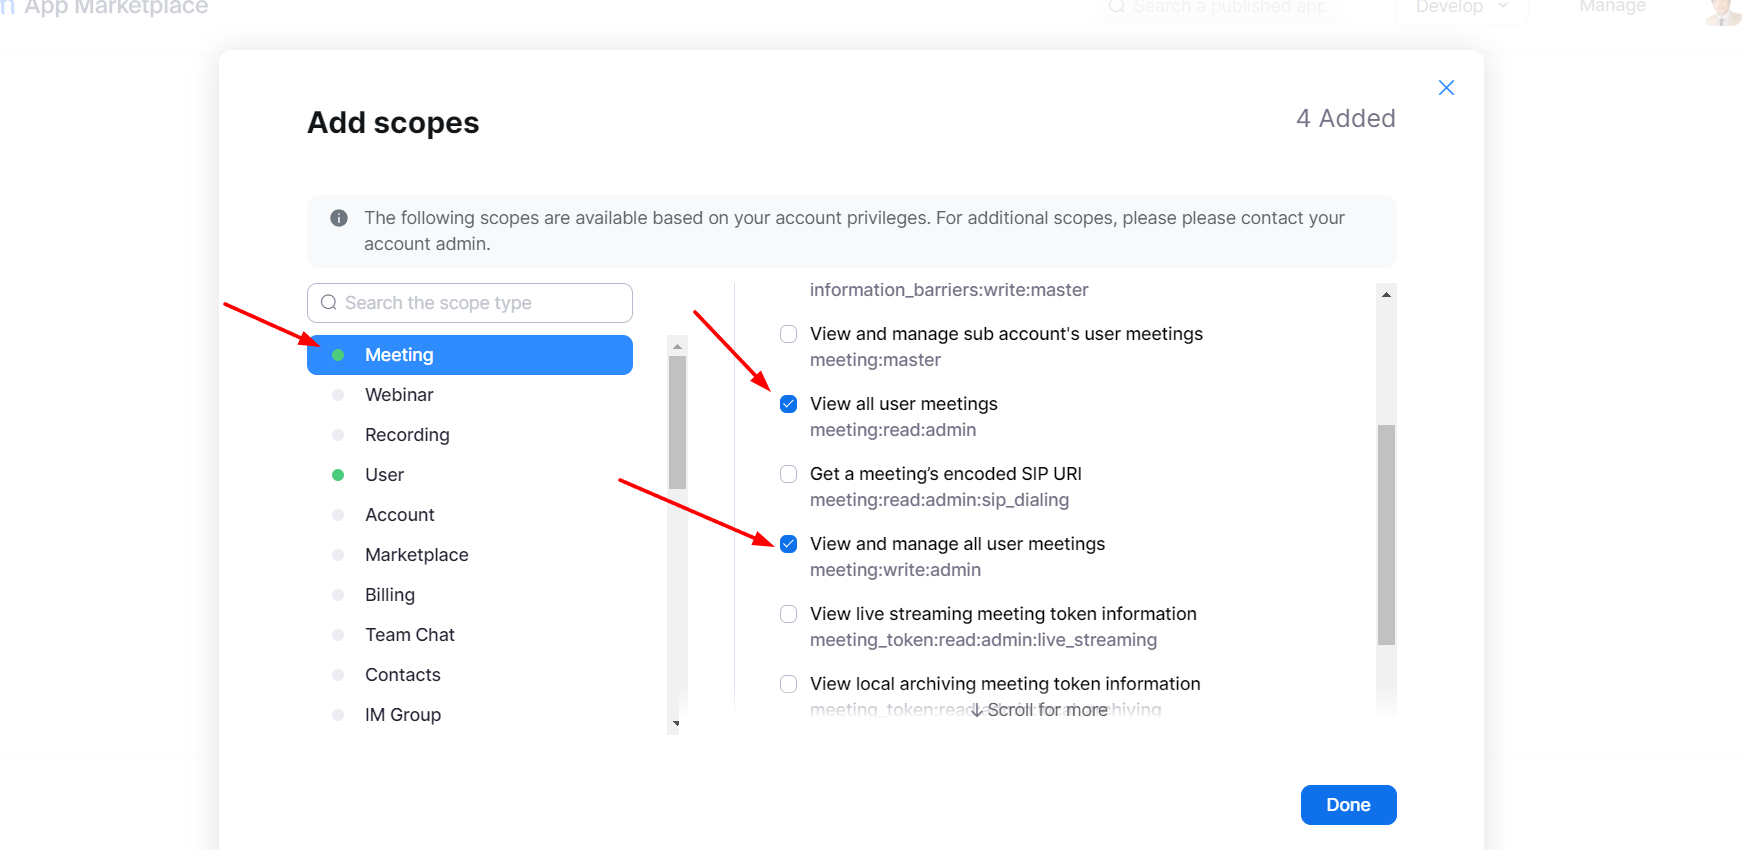 App Marketplace
Search a published app
Develop
Manage
Add scopes
4 Added
The following scopes are available based on your account privileges. For additional scopes, please please contact your
account admin.
Search the scope type
Meeting
Webinar
Recording
User
Account
Marketplace
Billing
Team Chat
Contacts
IM Group
information_barriers:write:master
View and manage sub account's user meetings
meeting:master
View all user meetings
meeting:read:admin
Get a meeting’s encoded SIP URI
meeting:read:admin:sip_dialing
View and manage all user meetings
meeting:write:admin
View live streaming meeting token information
meeting_token:read:admin:live_streaming
View local archiving meeting token information
meeting_token:read:admin:local_archiving
Scroll for more
Done